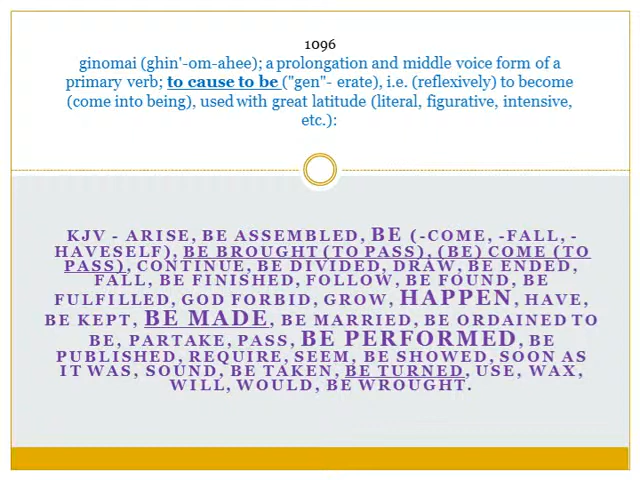 1096
ginomai (ghin'-om-ahee); a prolongation and middle voice form of a
primary verb; to cause to be ("gen"- erate), i.e. (reflexively) to become
(come into being), used with great latitude (literal, figurative, intensive,
etc.):
KJV - ARISE, BE ASSEMBLED, BE (-COME, -FALL, -
HAVESELF), BE BROUGHT (TO PASS), (BE) COME (TO
PASS), CONTINUE, BE DIVIDED, DRAW, BE ENDED,
FALL, BE FINISHED, FOLLOW, BE FOUND, BE
FULFILLED, GOD FORBID, GROW, HAPPEN, HAVE,
BE KEPT, BE MADE, BE MARRIED, BE ORDAINED TO
BE, PARTAKE, PASS, BE PERFORMED, BE
PUBLISHED, REQUIRE, SEEM, BE SHOWED, SOON AS
IT WAS, SOUND, BE TAKEN, BE TURNED, USE, WAX,
WILL, WOULD, BE WROUGHT.